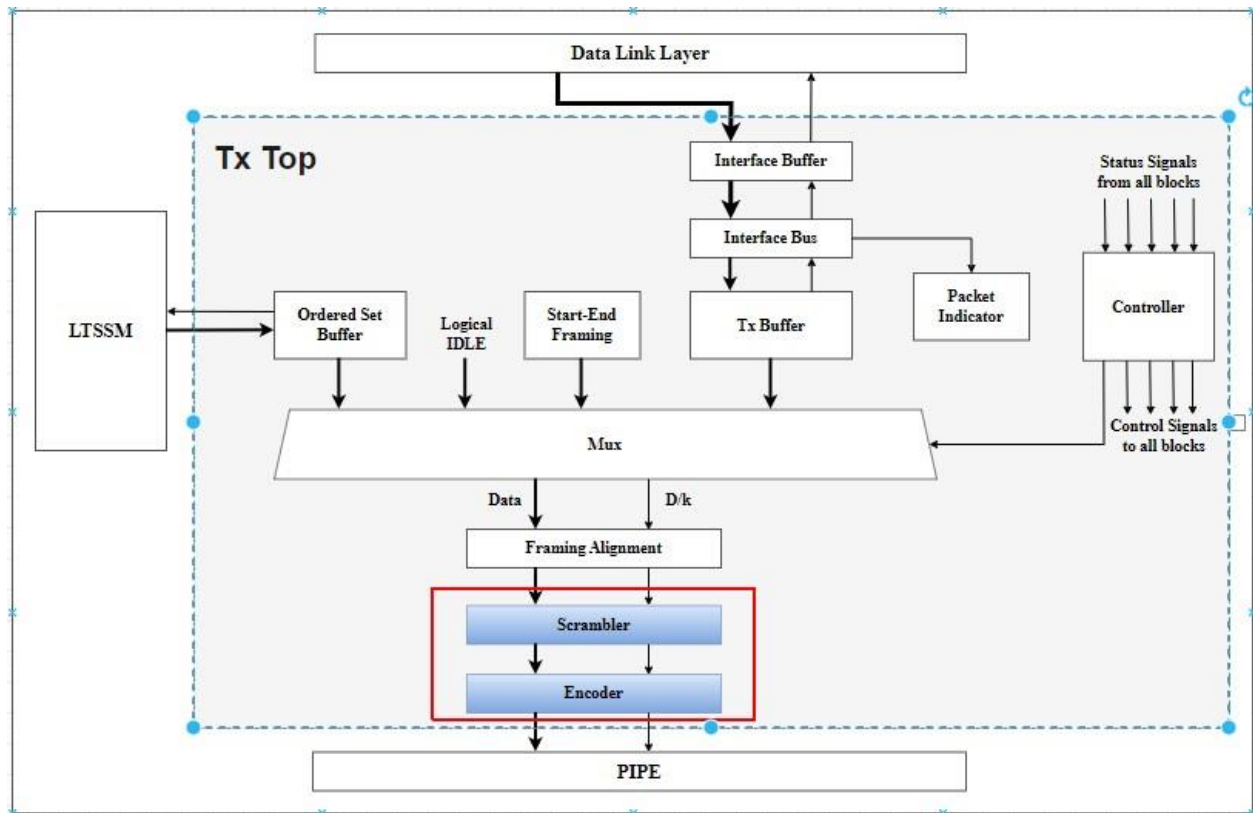 Data Link Layer
Tx Top
Interface Buffer
Status Signals
from all blocks
Interface Bus
LTSSM
Ordered Set
Buffer
Logical
IDLE
Start-End
Framing
Tx Buffer
Packet
Indicator
Controller
Mux
Control Signals
to all blocks
Data
D/k
Framing Alignment
Scrambler
Encoder
PIPE